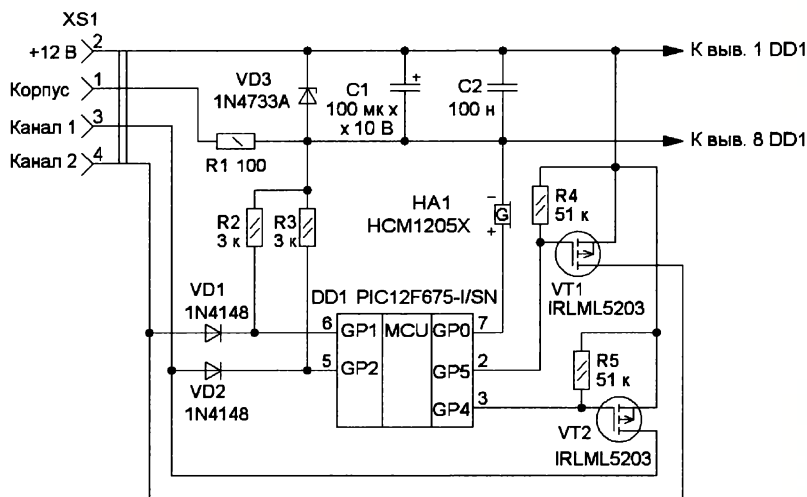 XS1
+12 В 2
Корпус 1
Канал 1 3
Канал 2 4
К выв. 1 DD1
VD3
1N4733A
C1
100 мк х
х 10 В
+
C2
100 н
К выв. 8 DD1
R1 100
R2
3 к
R3
3 к
HA1
HCM1205X
–
G
+
R4
51 к
VT1
IRLML5203
DD1 PIC12F675-I/SN
VD1
1N4148
6 GP1 MCU GP0 7
5 GP2
GP5 2
GP4 3
VD2
1N4148
R5
51 к
VT2
IRLML5203